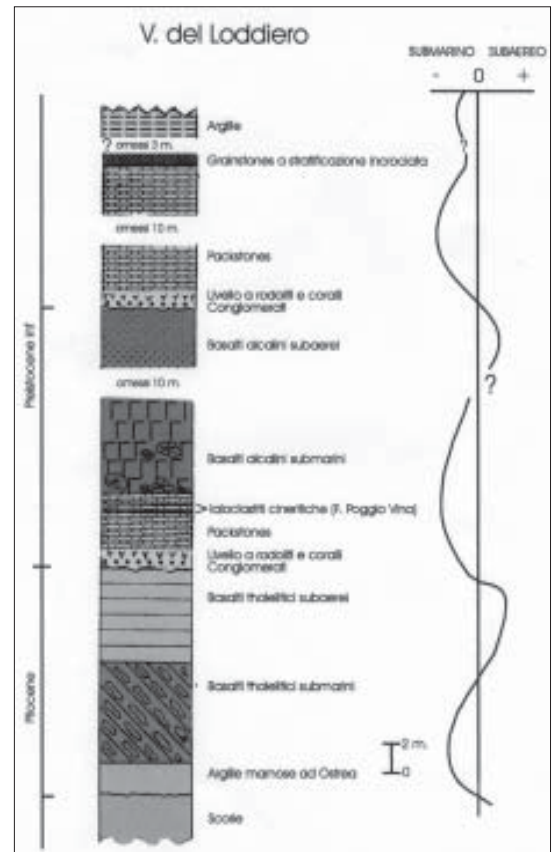 V. del Loddiero
SUBMARINO SUBAEREO
- 0 +
Argille
? omessi 3 m.
Grainstones a stratificazione incrociata
omessi 10 m.
Packstones
Livello a rodoliti e coralli
Conglomerati
Basalti alcalini subaerei
omessi 10 m.
Basalti alcalini submarini
Ialoclastiti cineritiche (F. Poggio Vina)
Packstones
Livello a rodoliti e coralli
Conglomerati
Basalti tholeiitici subaerei
Basalti tholeiitici submarini
2 m.
0
Argille marnose ad Ostrea
Scorie
Pleistocene inf
Pliocene
?
?